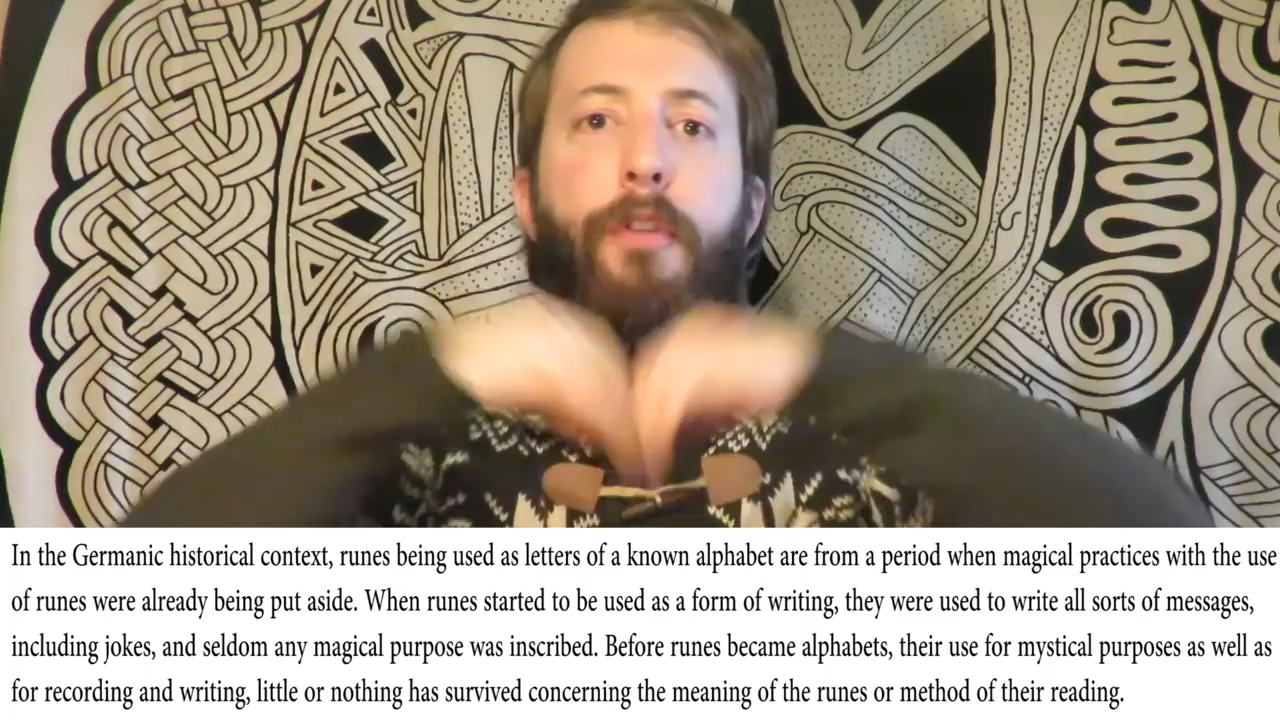 In the Germanic historical context, runes being used as letters of a known alphabet are from a period when magical practices with the use
of runes were already being put aside. When runes started to be used as a form of writing, they were used to write all sorts of messages,
including jokes, and seldom any magical purpose was inscribed. Before runes became alphabets, their use for mystical purposes as well as
for recording and writing, little or nothing has survived concerning the meaning of the runes or method of their reading.